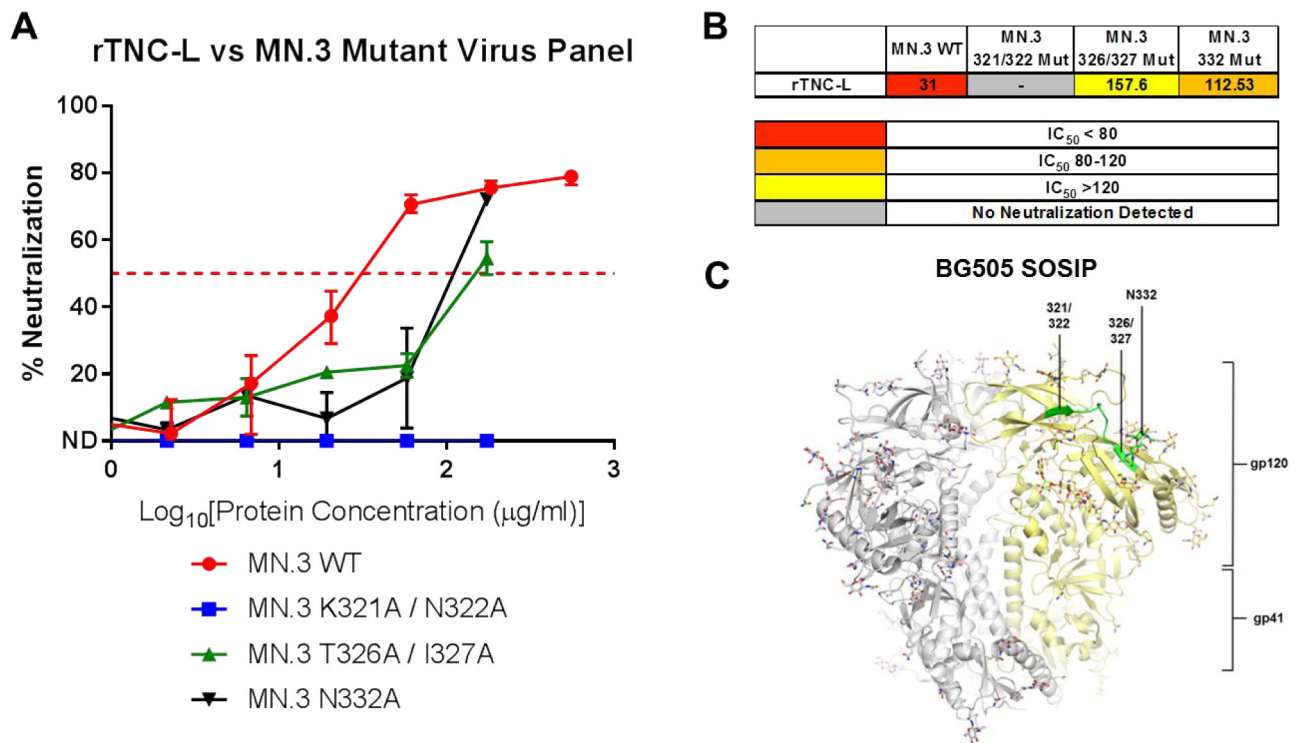 A
rTNC-L vs MN.3 Mutant Virus Panel
% Neutralization
100
80
60
40
20
ND
0 1 2 3
Log10[Protein Concentration (μg/ml)]
MN.3 WT
MN.3 K321A / N322A
MN.3 T326A / I327A
MN.3 N332A
B
MN.3 WT
MN.3
321/322 Mut
MN.3
326/327 Mut
MN.3
332 Mut
rTNC-L 31 - 157.6 112.53
IC50 < 80
IC50 80-120
IC50 >120
No Neutralization Detected
C
BG505 SOSIP
321/
322
326/
327
N332
gp120
gp41